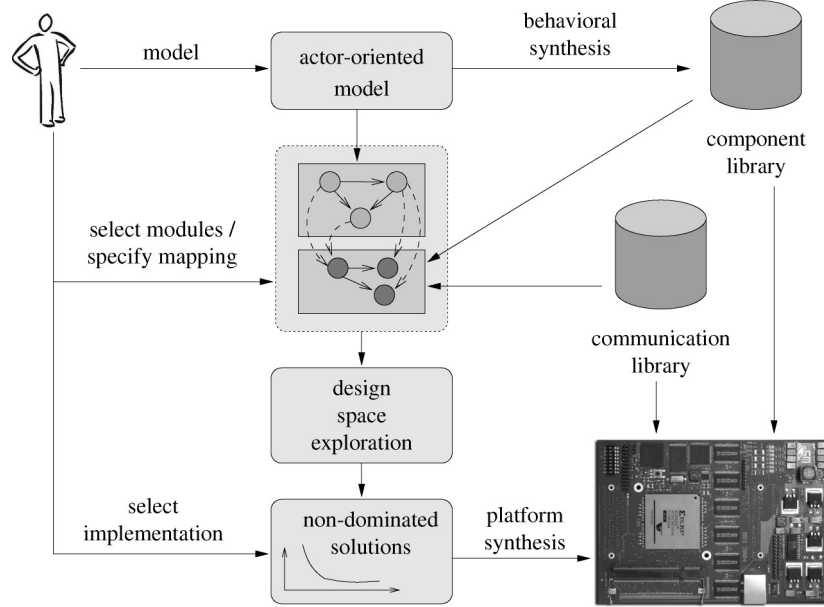 model
actor-oriented
model
behavioral
synthesis
component
library
select modules /
specify mapping
communication
library
design
space
exploration
select
implementation
non-dominated
solutions
platform
synthesis
XILINX